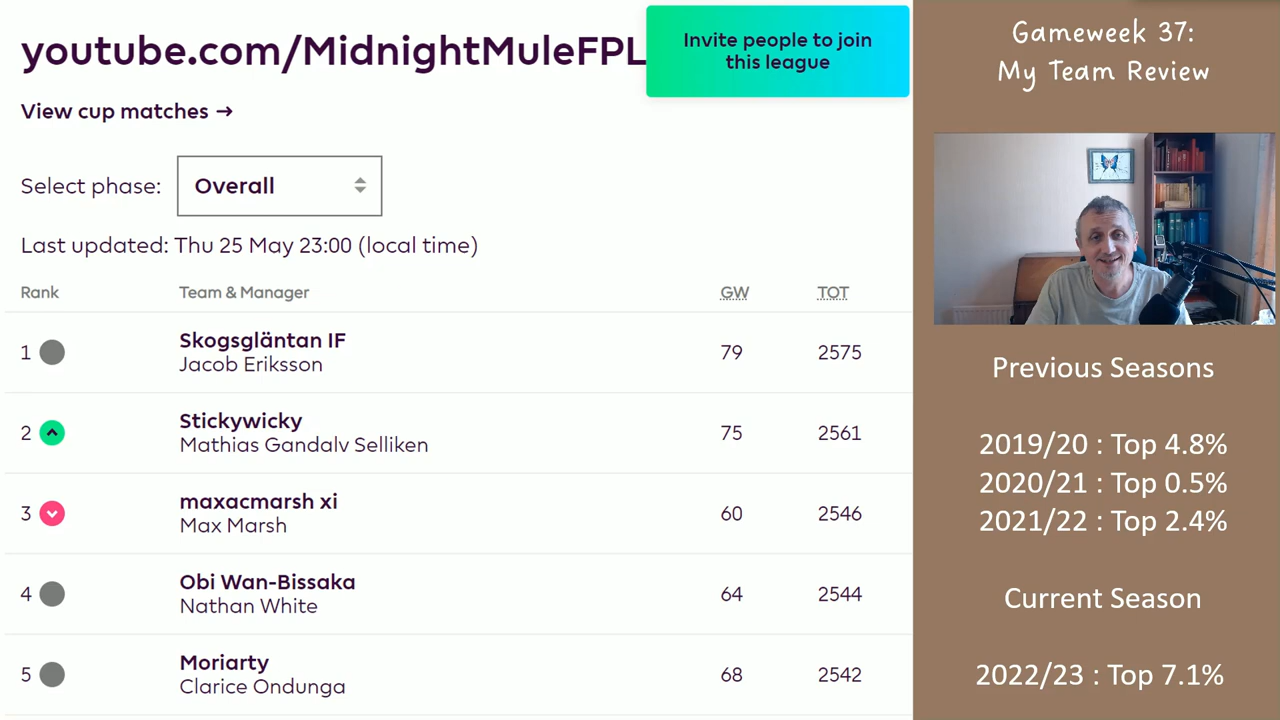 youtube.com/MidnightMuleFPL
Invite people to join
this league
View cup matches →
Select phase: Overall
Last updated: Thu 25 May 23:00 (local time)
Rank Team & Manager GW TOT
1 Skogsgläntan IF 79 2575
Jacob Eriksson
2 Stickywicky 75 2561
Mathias Gandalv Selliken
3 maxacmarsh xi 60 2546
Max Marsh
4 Obi Wan-Bissaka 64 2544
Nathan White
5 Moriarty 68 2542
Clarice Ondunga
Gameweek 37:
My Team Review
Previous Seasons
2019/20 : Top 4.8%
2020/21 : Top 0.5%
2021/22 : Top 2.4%
Current Season
2022/23 : Top 7.1%